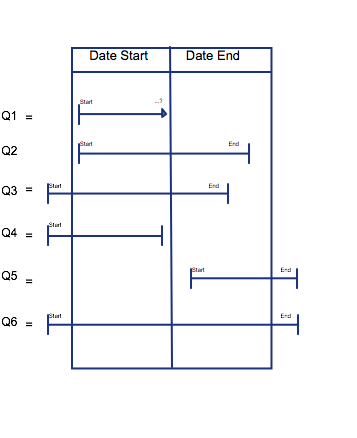 Date Start Date End
Start ...?
Q1 =
Start End
Q2
Start End
Q3 =
Start
Q4 =
Start End
Q5 =
Start End
Q6 =